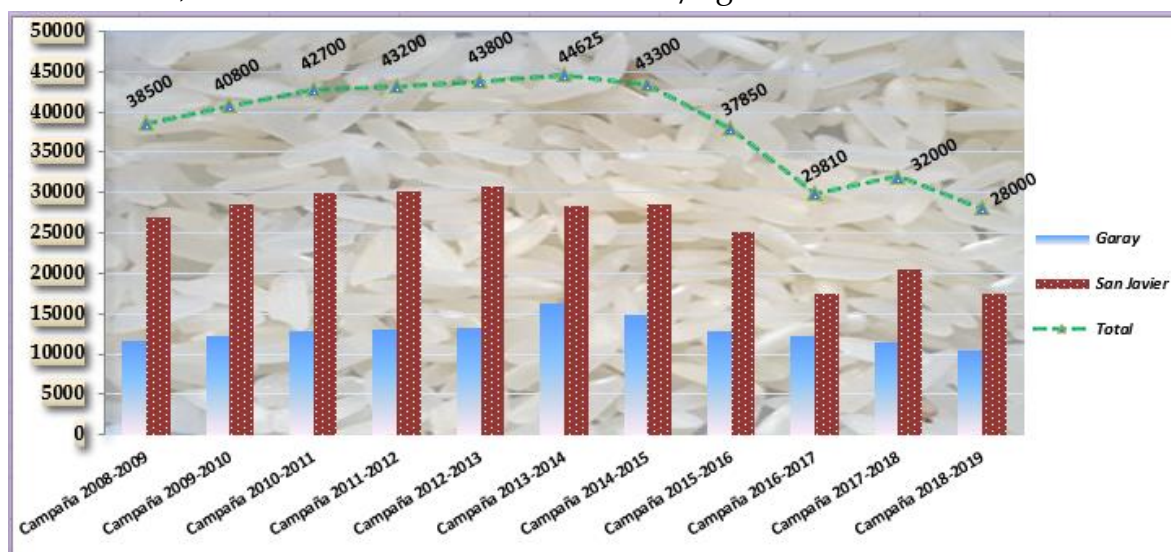 50000
45000
40000
35000
30000
25000
20000
15000
10000
5000
0
38500
40800
42700
43200
43800
44625
43300
37850
29810
32000
28000
Garay
San Javier
Total
Campaña 2008-2009
Campaña 2009-2010
Campaña 2010-2011
Campaña 2011-2012
Campaña 2012-2013
Campaña 2013-2014
Campaña 2014-2015
Campaña 2015-2016
Campaña 2016-2017
Campaña 2017-2018
Campaña 2018-2019